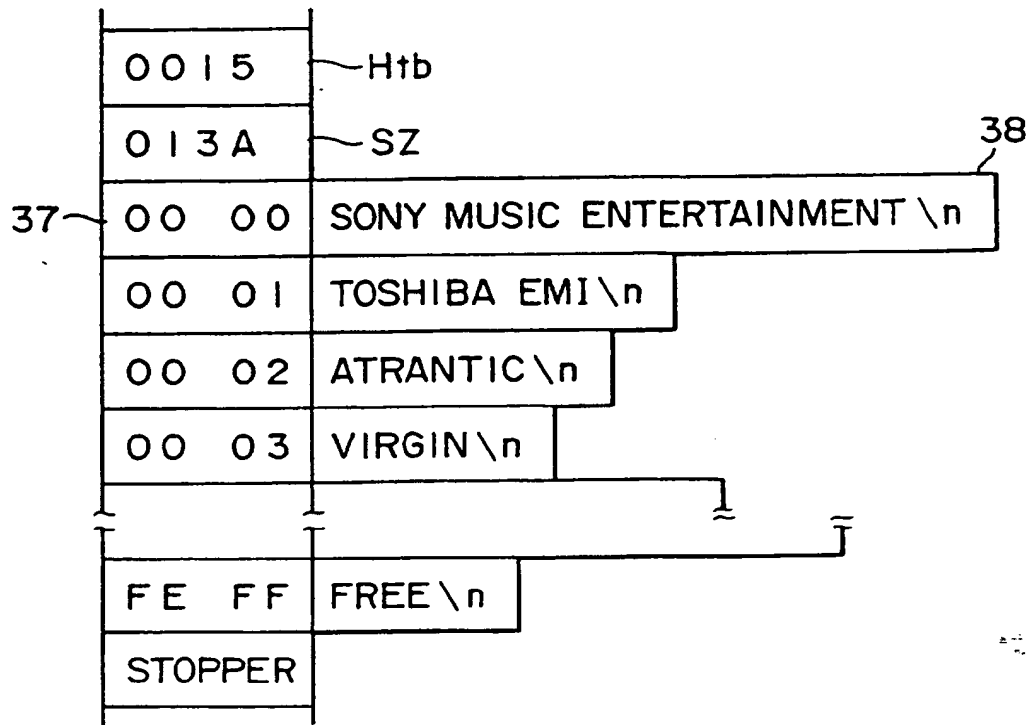 0015 Htb
013A SZ
38
37 00 00 SONY MUSIC ENTERTAINMENT \n
00 01 TOSHIBA EMI\n
00 02 ATRANTIC\n
00 03 VIRGIN\n
FE FF FREE\n
STOPPER